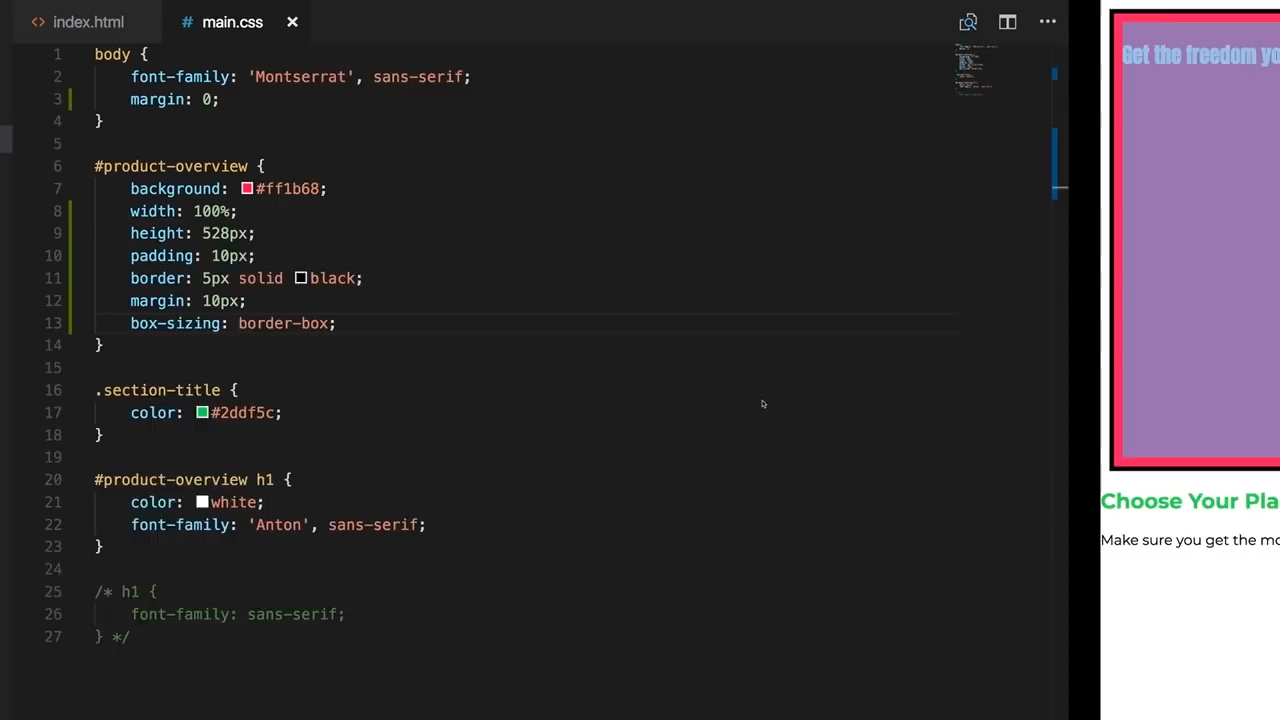 index.html
# main.css
1 body {
2 font-family: 'Montserrat', sans-serif;
3 margin: 0;
4 }
5
6 #product-overview {
7 background: #ff1b68;
8 width: 100%;
9 height: 528px;
10 padding: 10px;
11 border: 5px solid black;
12 margin: 10px;
13 box-sizing: border-box;
14 }
15
16 .section-title {
17 color: #2ddf5c;
18 }
19
20 #product-overview h1 {
21 color: white;
22 font-family: 'Anton', sans-serif;
23 }
24
25 /* h1 {
26 font-family: sans-serif;
27 } */
Get the freedom yo
Choose Your Pla
Make sure you get the mo